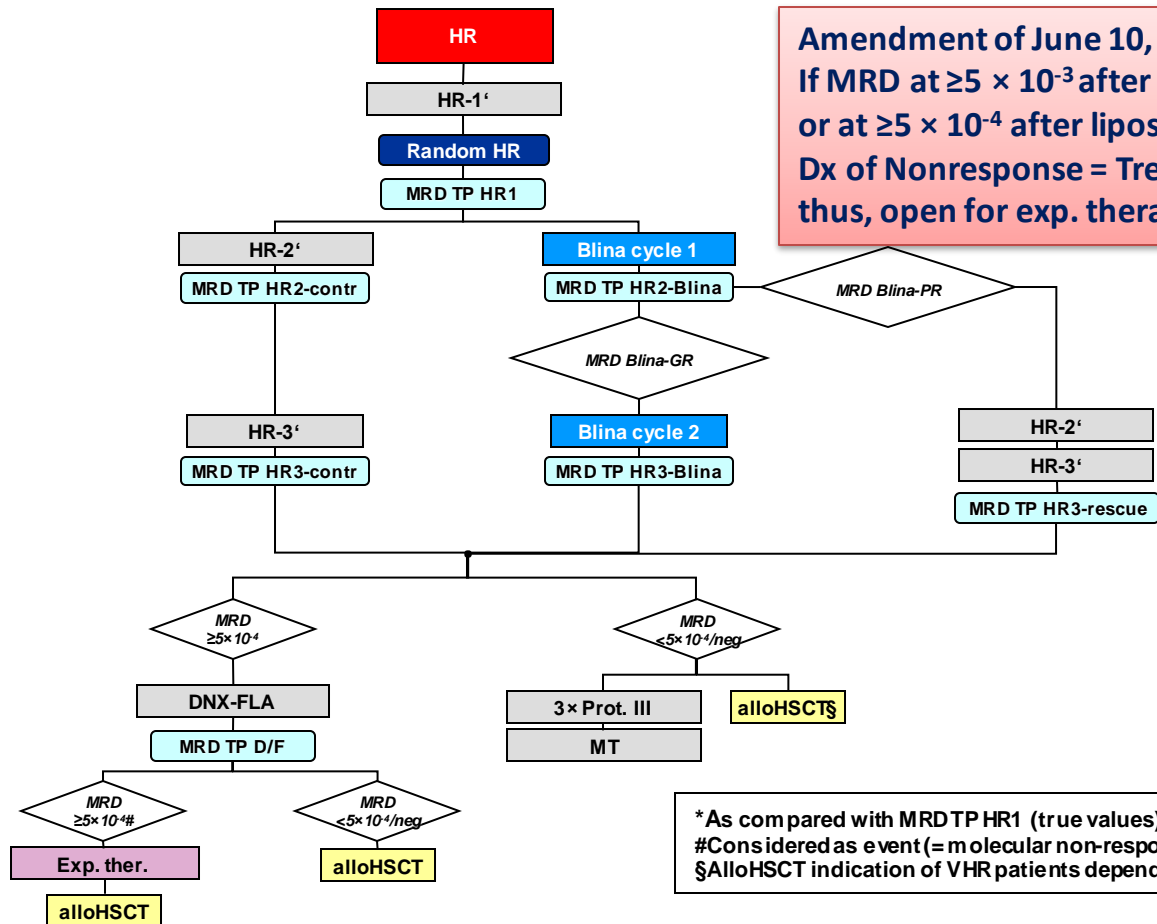 HR
HR-1‘
Random HR
MRD TP HR1
Amendment of June 10,
If MRD at ≥5 × 10⁻³ after
or at ≥5 × 10⁻⁴ after lipos
Dx of Nonresponse = Tre
thus, open for exp. thera
HR-2‘
MRD TP HR2-contr
Blina cycle 1
MRD TP HR2-Blina
MRD Blina-PR
MRD Blina-GR
HR-3‘
MRD TP HR3-contr
Blina cycle 2
MRD TP HR3-Blina
HR-2‘
HR-3‘
MRD TP HR3-rescue
MRD
≥5×10⁻⁴
MRD
<5×10⁻⁴/neg
DNX-FLA
MRD TP D/F
3× Prot. III
MT
alloHSCT§
MRD
≥5×10⁻⁴#
MRD
<5×10⁻⁴/neg
Exp. ther.
alloHSCT
alloHSCT
*As compared with MRD TP HR1 (true values)
#Considered as event (= molecular non-respo
§AlloHSCT indication of VHR patients depend